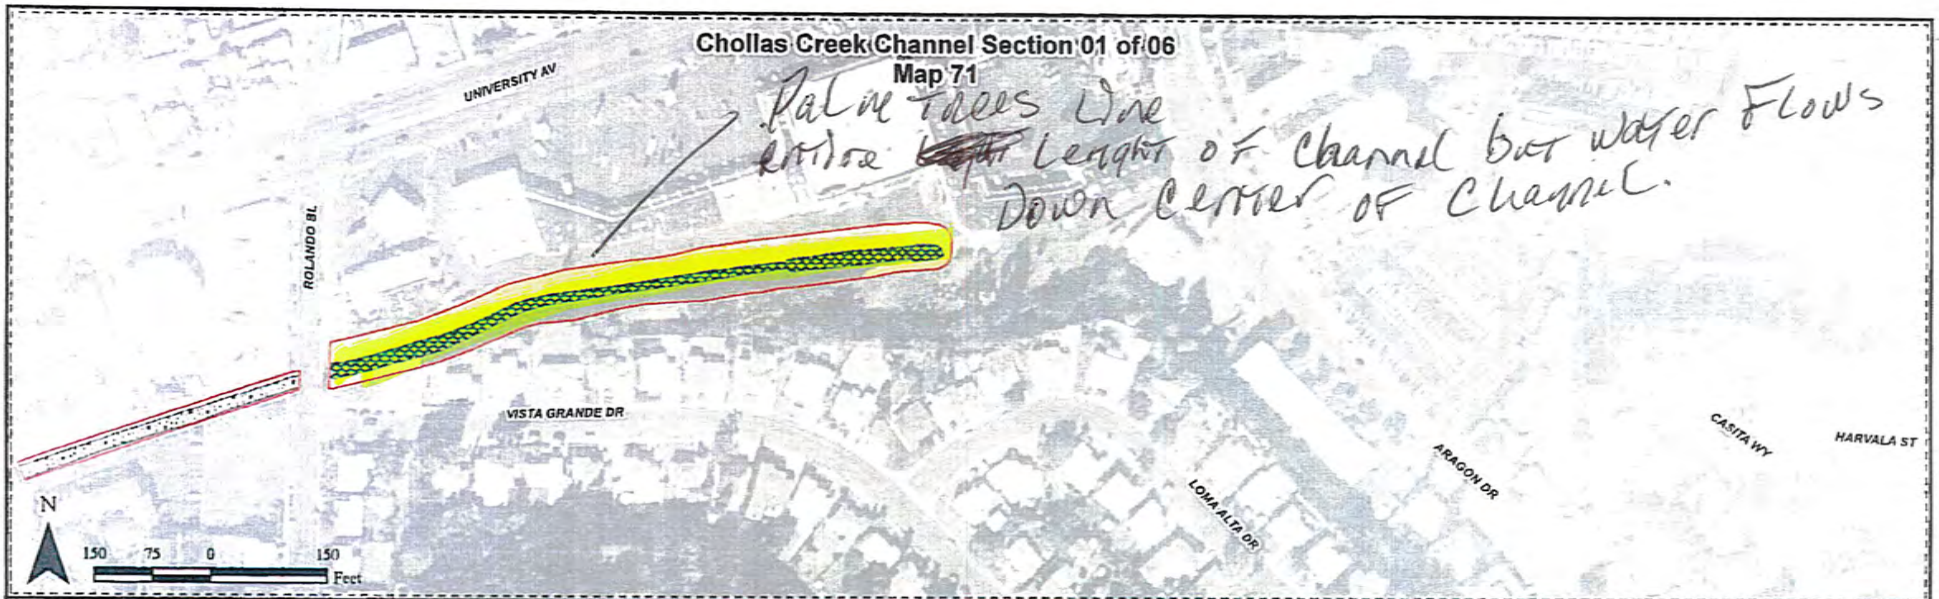 Chollas Creek Channel Section 01 of 06
Map 71
UNIVERSITY AV
Palm Trees Line
entire Lenght OF Channel but water Flows
Down Center OF Channel.
ROLANDO BL
VISTA GRANDE DR
LOMA ALTA DR
ARAGON DR
CASITA WY
HARVALA ST
N
150 75 0 150
Feet